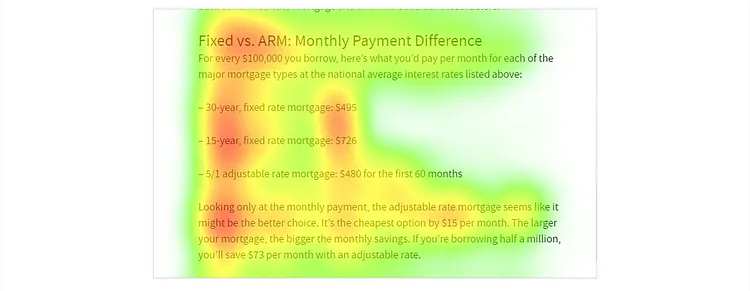 Fixed vs. ARM: Monthly Payment Difference
For every $100,000 you borrow, here's what you'd pay per month for each of the
major mortgage types at the national average interest rates listed above:
– 30-year, fixed rate mortgage: $495
– 15-year, fixed rate mortgage: $726
– 5/1 adjustable rate mortgage: $480 for the first 60 months
Looking only at the monthly payment, the adjustable rate mortgage seems like it
might be the better choice. It's the cheapest option by $15 per month. The larger
your mortgage, the bigger the monthly savings. If you're borrowing half a million,
you'll save $73 per month with an adjustable rate.